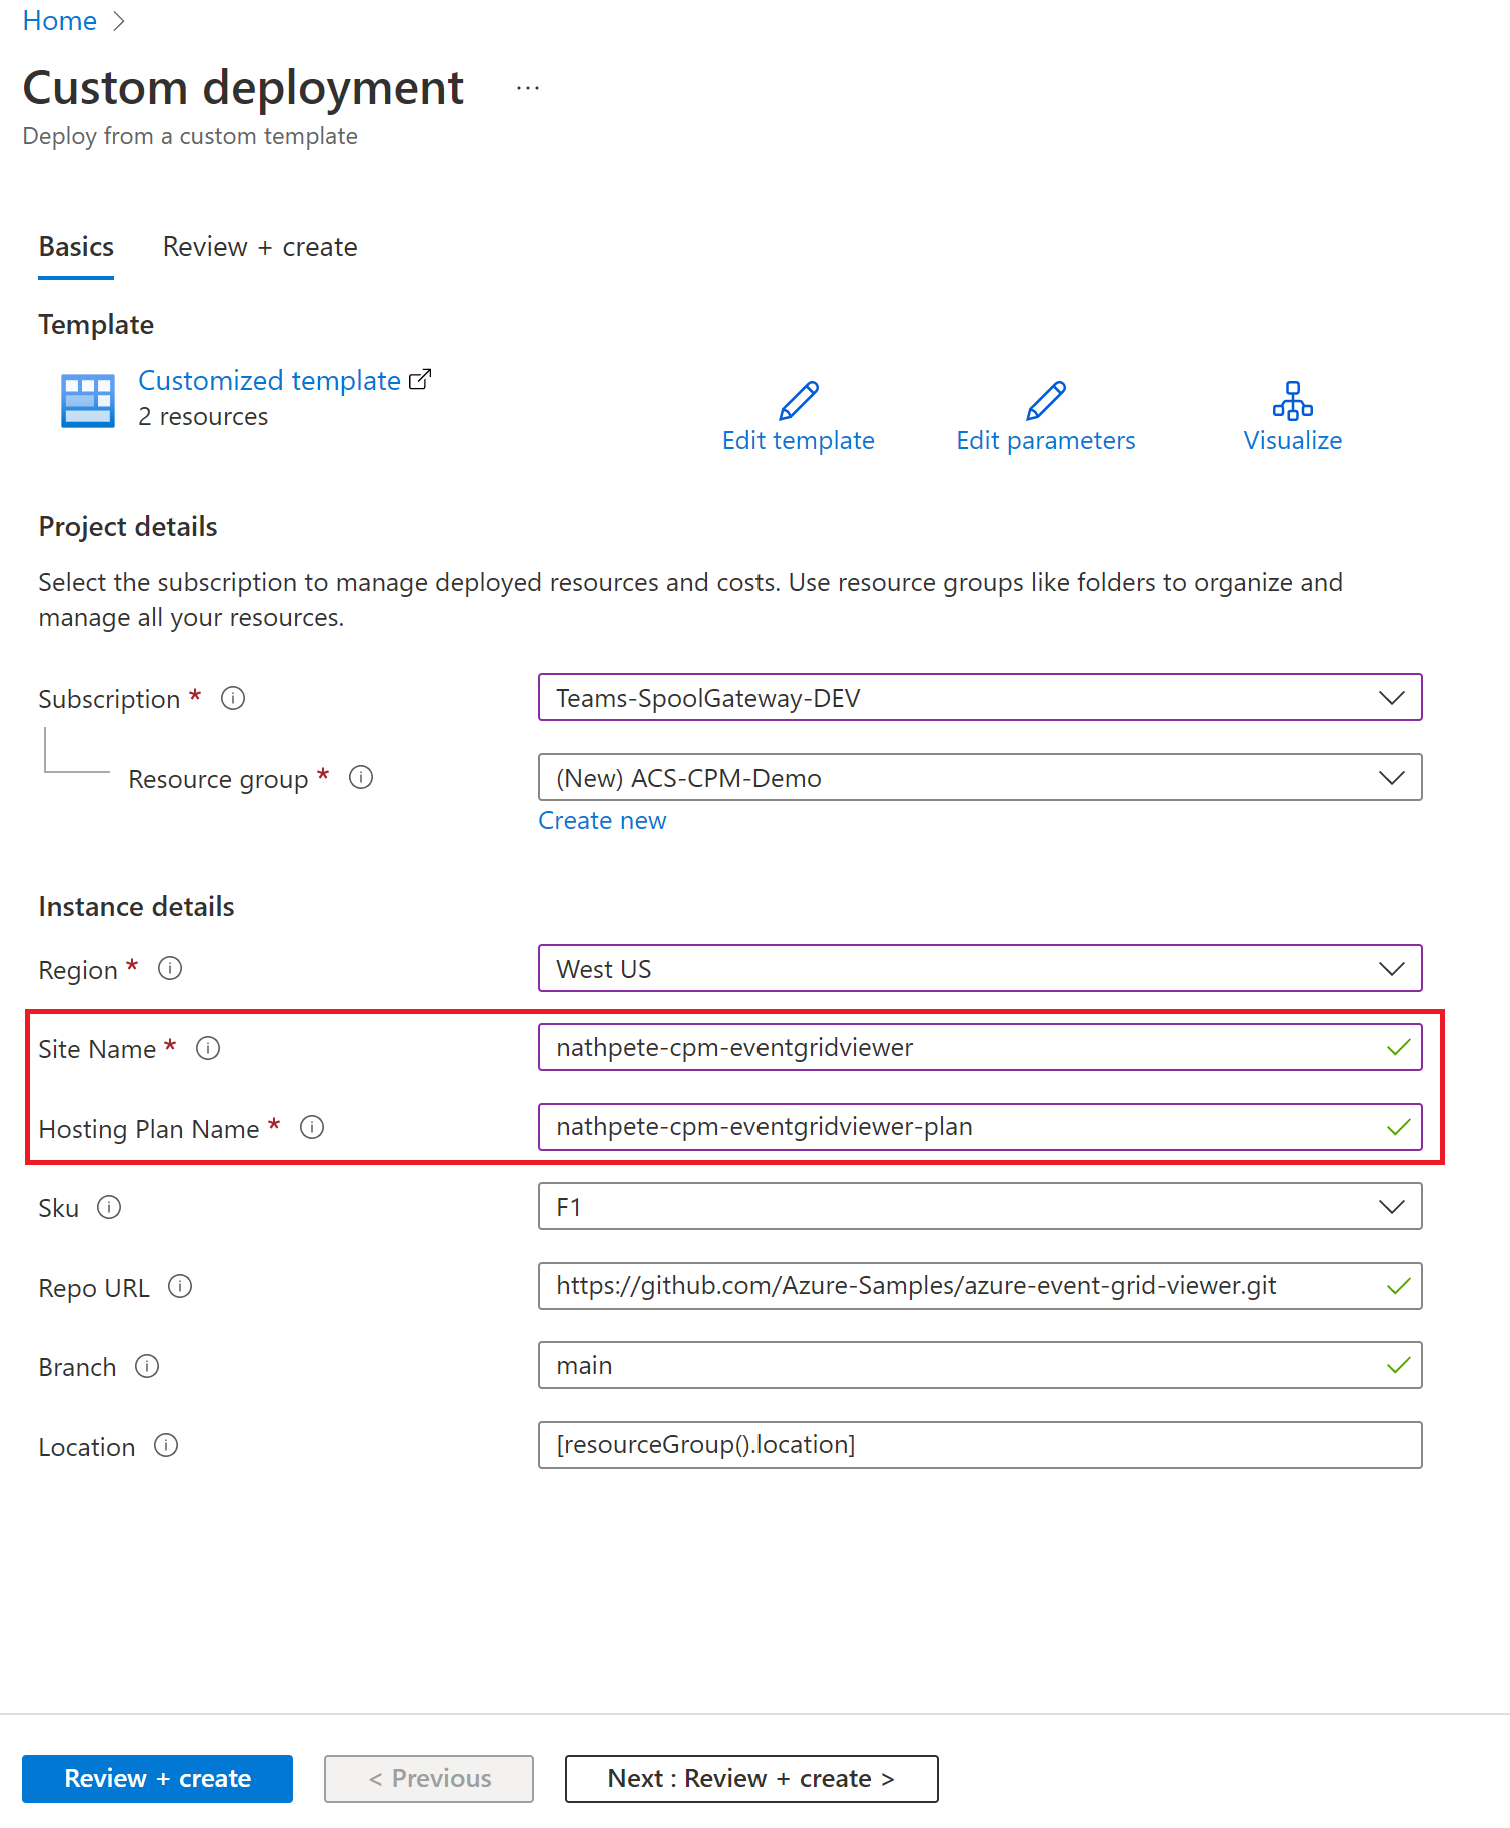 Home >
Custom deployment ...
Deploy from a custom template
Basics
Review + create
Template
Customized template
2 resources
Edit template
Edit parameters
Visualize
Project details
Select the subscription to manage deployed resources and costs. Use resource groups like folders to organize and
manage all your resources.
Subscription *
Teams-SpoolGateway-DEV
Resource group *
(New) ACS-CPM-Demo
Create new
Instance details
Region *
West US
Site Name *
nathpete-cpm-eventgridviewer
Hosting Plan Name *
nathpete-cpm-eventgridviewer-plan
Sku
F1
Repo URL
https://github.com/Azure-Samples/azure-event-grid-viewer.git
Branch
main
Location
[resourceGroup().location]
Review + create
< Previous
Next : Review + create >